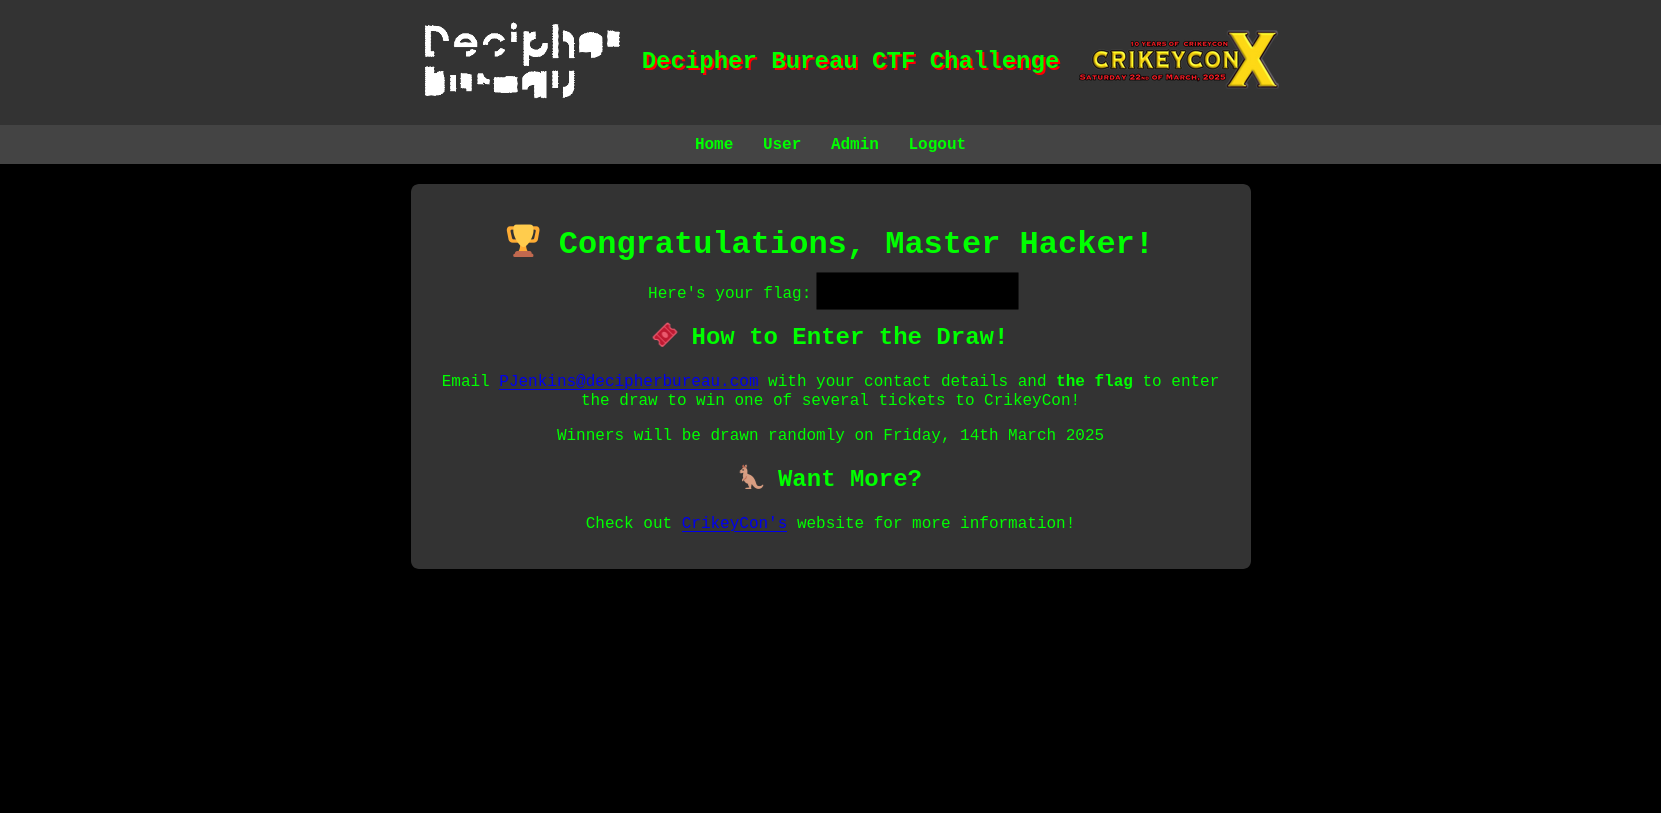 Decipher
bureau
Decipher Bureau CTF Challenge
10 YEARS OF CRIKEYCON
CRIKEYCON X
SATURDAY 22ND OF MARCH, 2025
Home User Admin Logout
Congratulations, Master Hacker!
Here's your flag:
How to Enter the Draw!
Email PJenkins@decipherbureau.com with your contact details and the flag to enter
the draw to win one of several tickets to CrikeyCon!
Winners will be drawn randomly on Friday, 14th March 2025
Want More?
Check out CrikeyCon's website for more information!